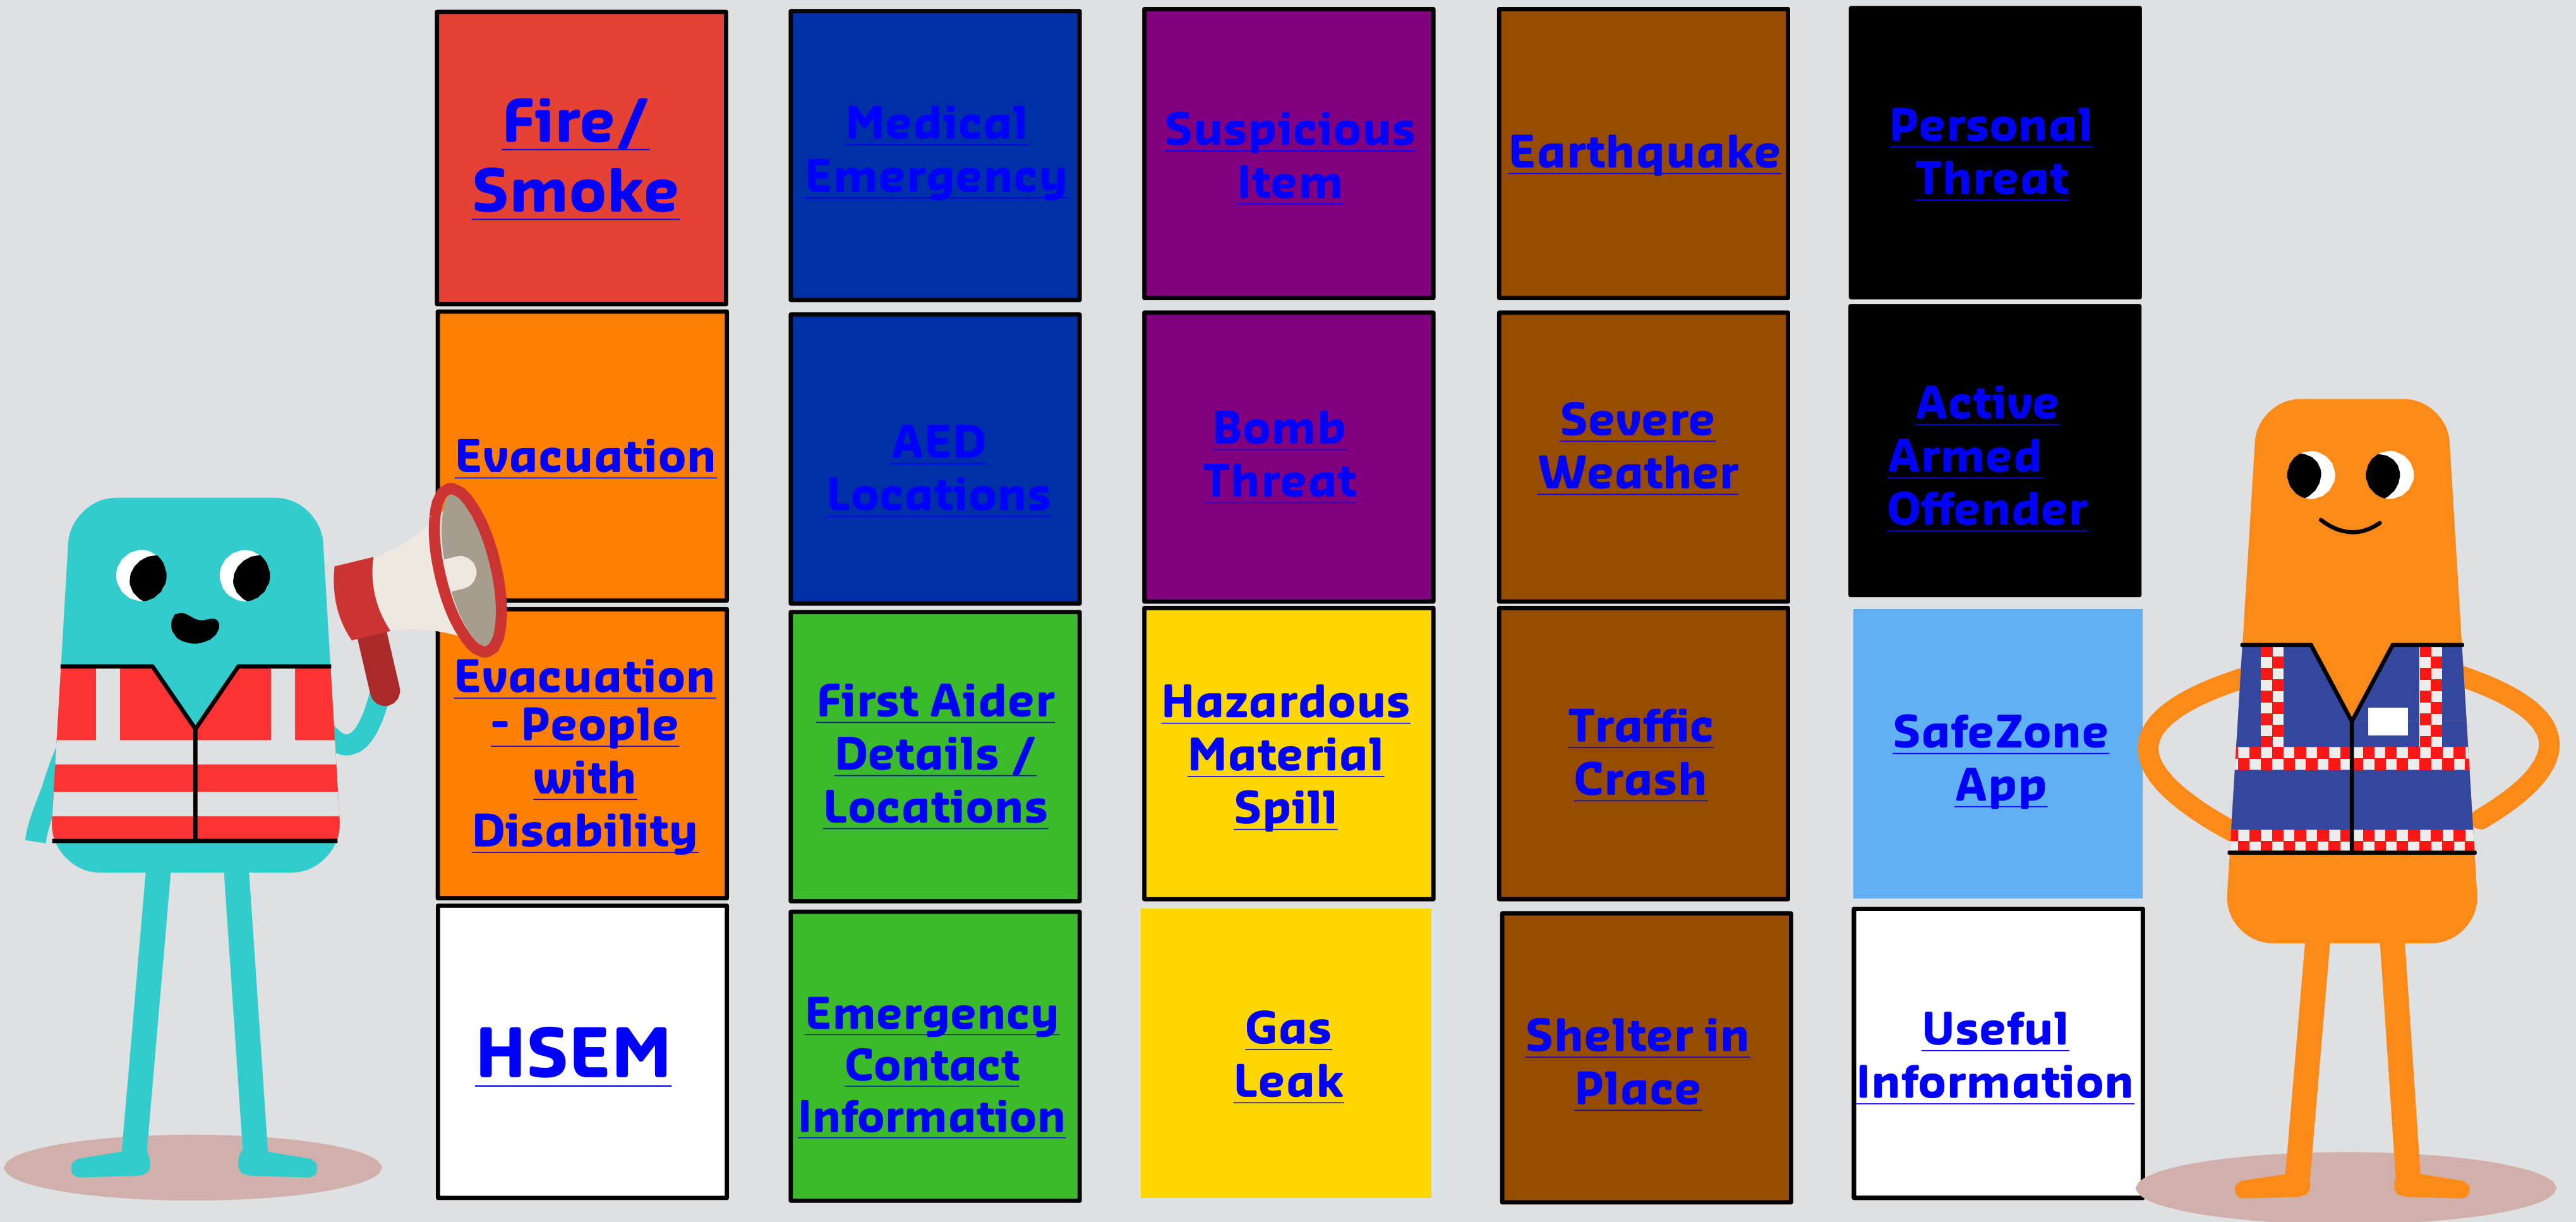 Fire/
Smoke
Medical
Emergency
Suspicious
Item
Earthquake
Personal
Threat
Evacuation
AED
Locations
Bomb
Threat
Severe
Weather
Active
Armed
Offender
Evacuation
- People
with
Disability
First Aider
Details /
Locations
Hazardous
Material
Spill
Traffic
Crash
SafeZone
App
HSEM
Emergency
Contact
Information
Gas
Leak
Shelter in
Place
Useful
Information